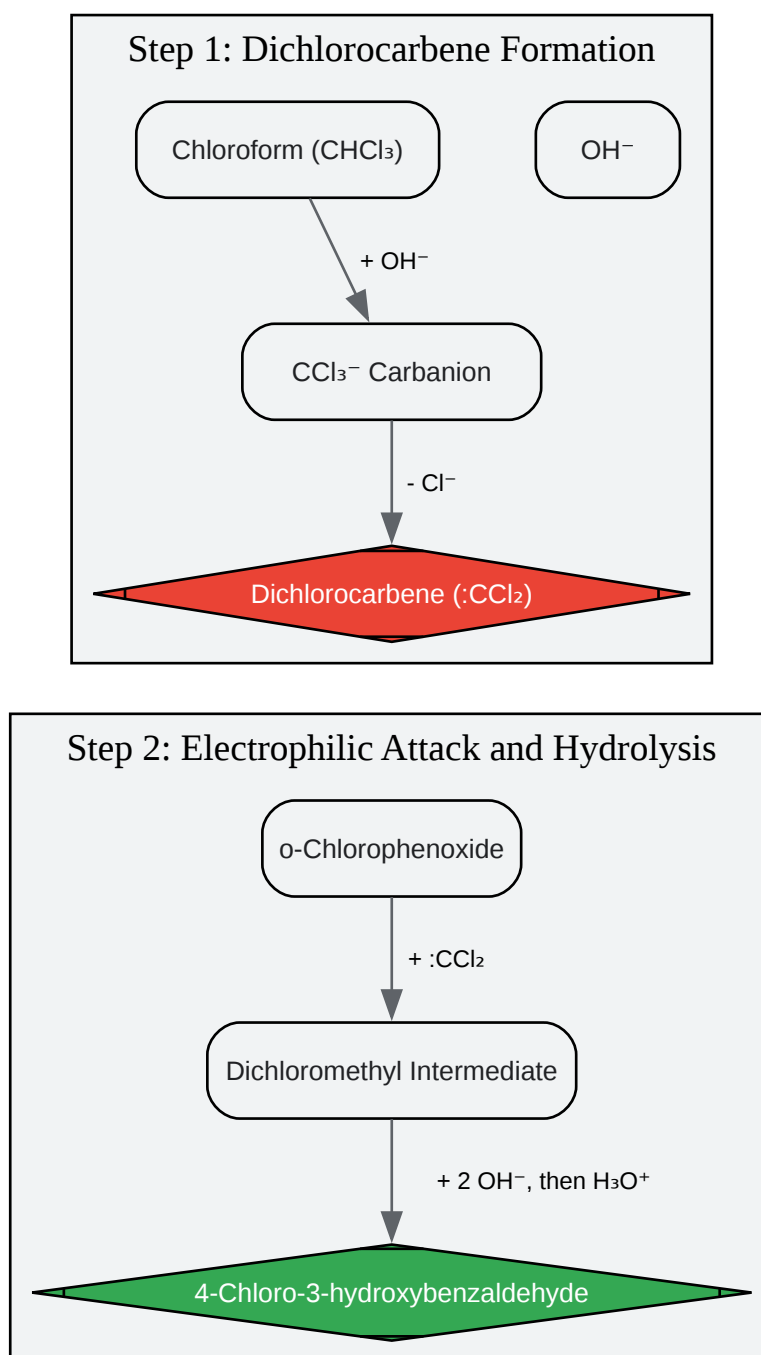 Step 1: Dichlorocarbene Formation
Chloroform (CHCl₃)
OH⁻
+ OH⁻
CCl₃⁻ Carbanion
- Cl⁻
Dichlorocarbene (:CCl₂)
Step 2: Electrophilic Attack and Hydrolysis
o-Chlorophenoxide
+ :CCl₂
Dichloromethyl Intermediate
+ 2 OH⁻, then H₃O⁺
4-Chloro-3-hydroxybenzaldehyde